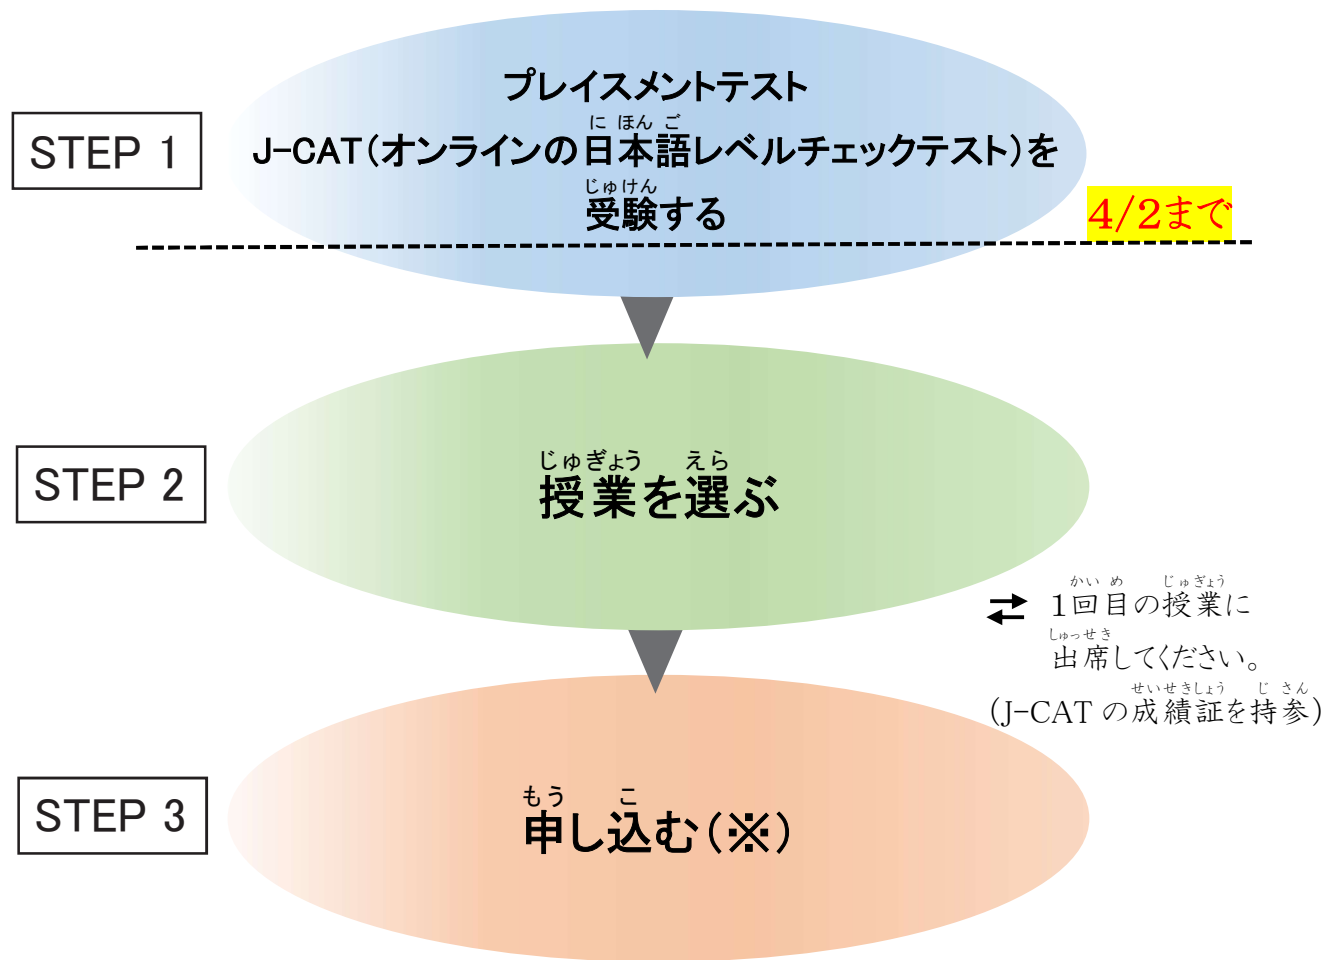 STEP 1
プレイスメントテスト
に ほん ご
J-CAT(オンラインの日本語レベルチェックテスト)を
じゅけん
受験する
4/2まで
STEP 2
じゅぎょう えら
授業を選ぶ
かい め じゅぎょう
⇄ 1回目の授業に
しゅっせき
出席してください。
せいせきしょう じ さん
(J-CAT の成績証を持参)
STEP 3
もう こ
申し込む(※)